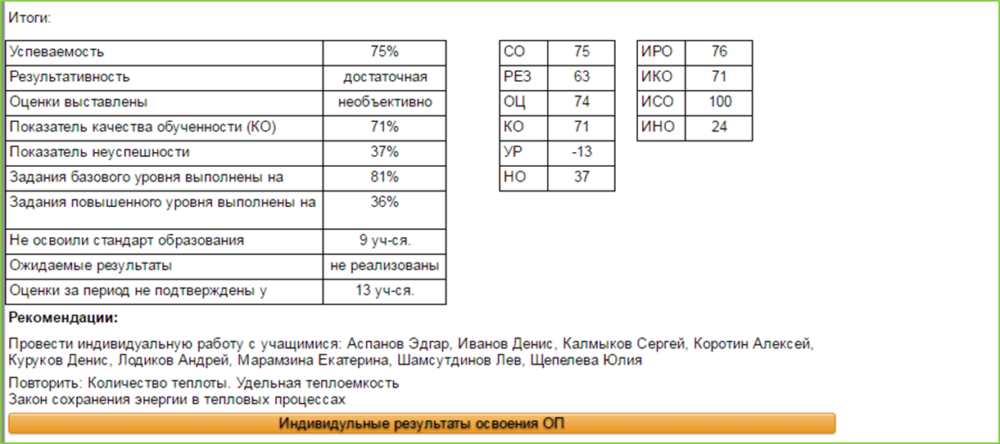 Итоги:
Успеваемость 75%
Результативность достаточная
Оценки выставлены необъективно
Показатель качества обученности (КО) 71%
Показатель неуспешности 37%
Задания базового уровня выполнены на 81%
Задания повышенного уровня выполнены на 36%
Не освоили стандарт образования 9 уч-ся.
Ожидаемые результаты не реализованы
Оценки за период не подтверждены у 13 уч-ся.
СО 75
РЕЗ 63
ОЦ 74
КО 71
УР -13
НО 37
ИРО 76
ИКО 71
ИСО 100
ИНО 24
Рекомендации:
Провести индивидуальную работу с учащимися: Аспанов Эдгар, Иванов Денис, Калмыков Сергей, Коротин Алексей,
Куруков Денис, Лодиков Андрей, Марамзина Екатерина, Шамсутдинов Лев, Щепелева Юлия
Повторить: Количество теплоты. Удельная теплоемкость
Закон сохранения энергии в тепловых процессах
Индивидульные результаты освоения ОП